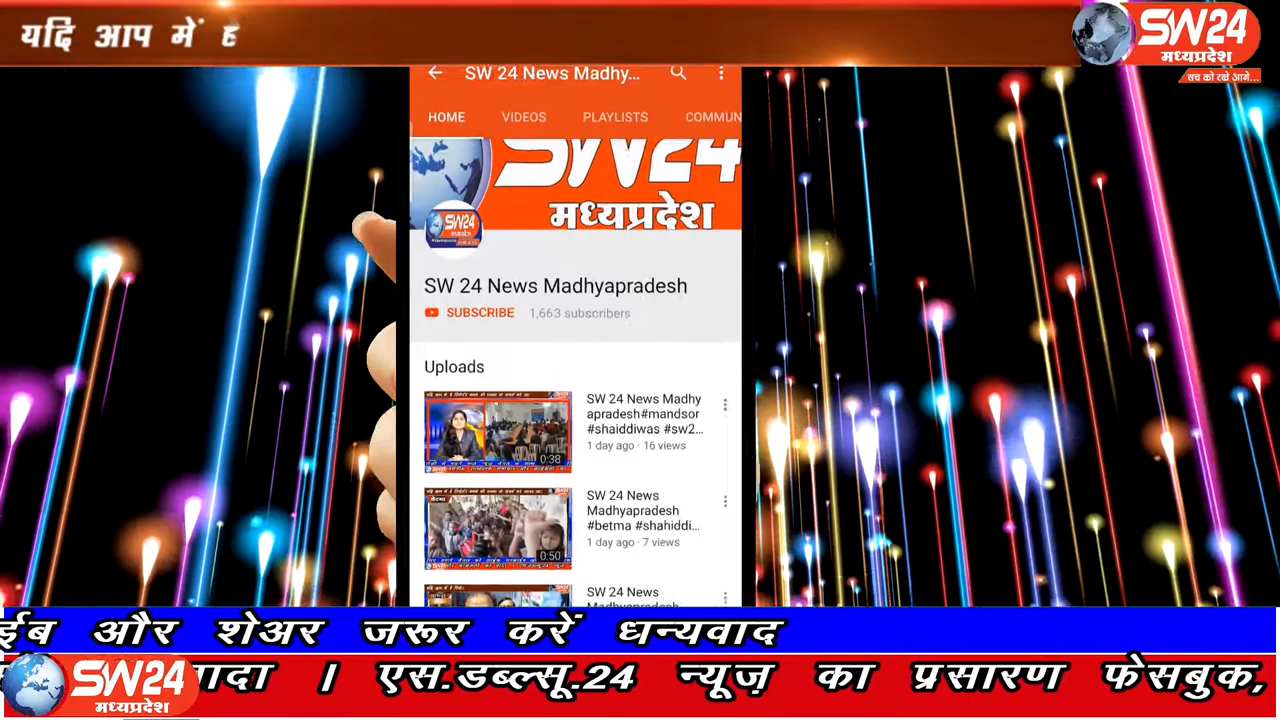 यदि आप में ह
SW24
मध्यप्रदेश
सच को रखे आगे...
SW 24 News Madhy...
HOME VIDEOS PLAYLISTS COMMUN
SW24
मध्यप्रदेश
SW24
SW 24 News Madhyapradesh
SUBSCRIBE 1,663 subscribers
Uploads
SW 24 News Madhy
apradesh#mandsor
#shaiddiwas #sw2...
1 day ago · 16 views
0:38
SW 24 News
Madhyapradesh
#betma #shahiddi...
1 day ago · 7 views
0:50
SW 24 News
Madhyapradesh
ईब और शेअर जरूर करें धन्यवाद
SW24
मध्यप्रदेश
ादा । एस.डब्ल्सू.24 न्यूज़ का प्रसारण फेसबुक,